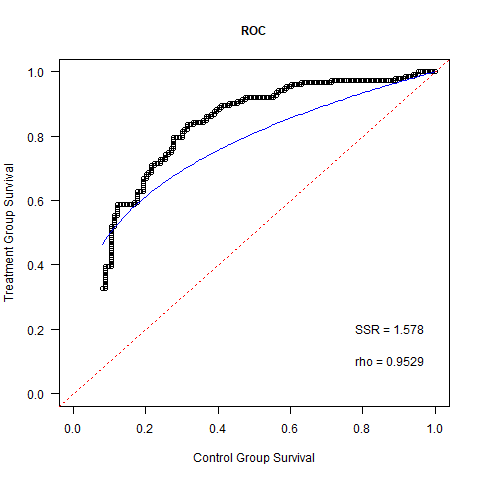 ROC
Treatment Group Survival
1.0
0.8
0.6
0.4
0.2
0.0
SSR = 1.578
rho = 0.9529
0.0 0.2 0.4 0.6 0.8 1.0
Control Group Survival